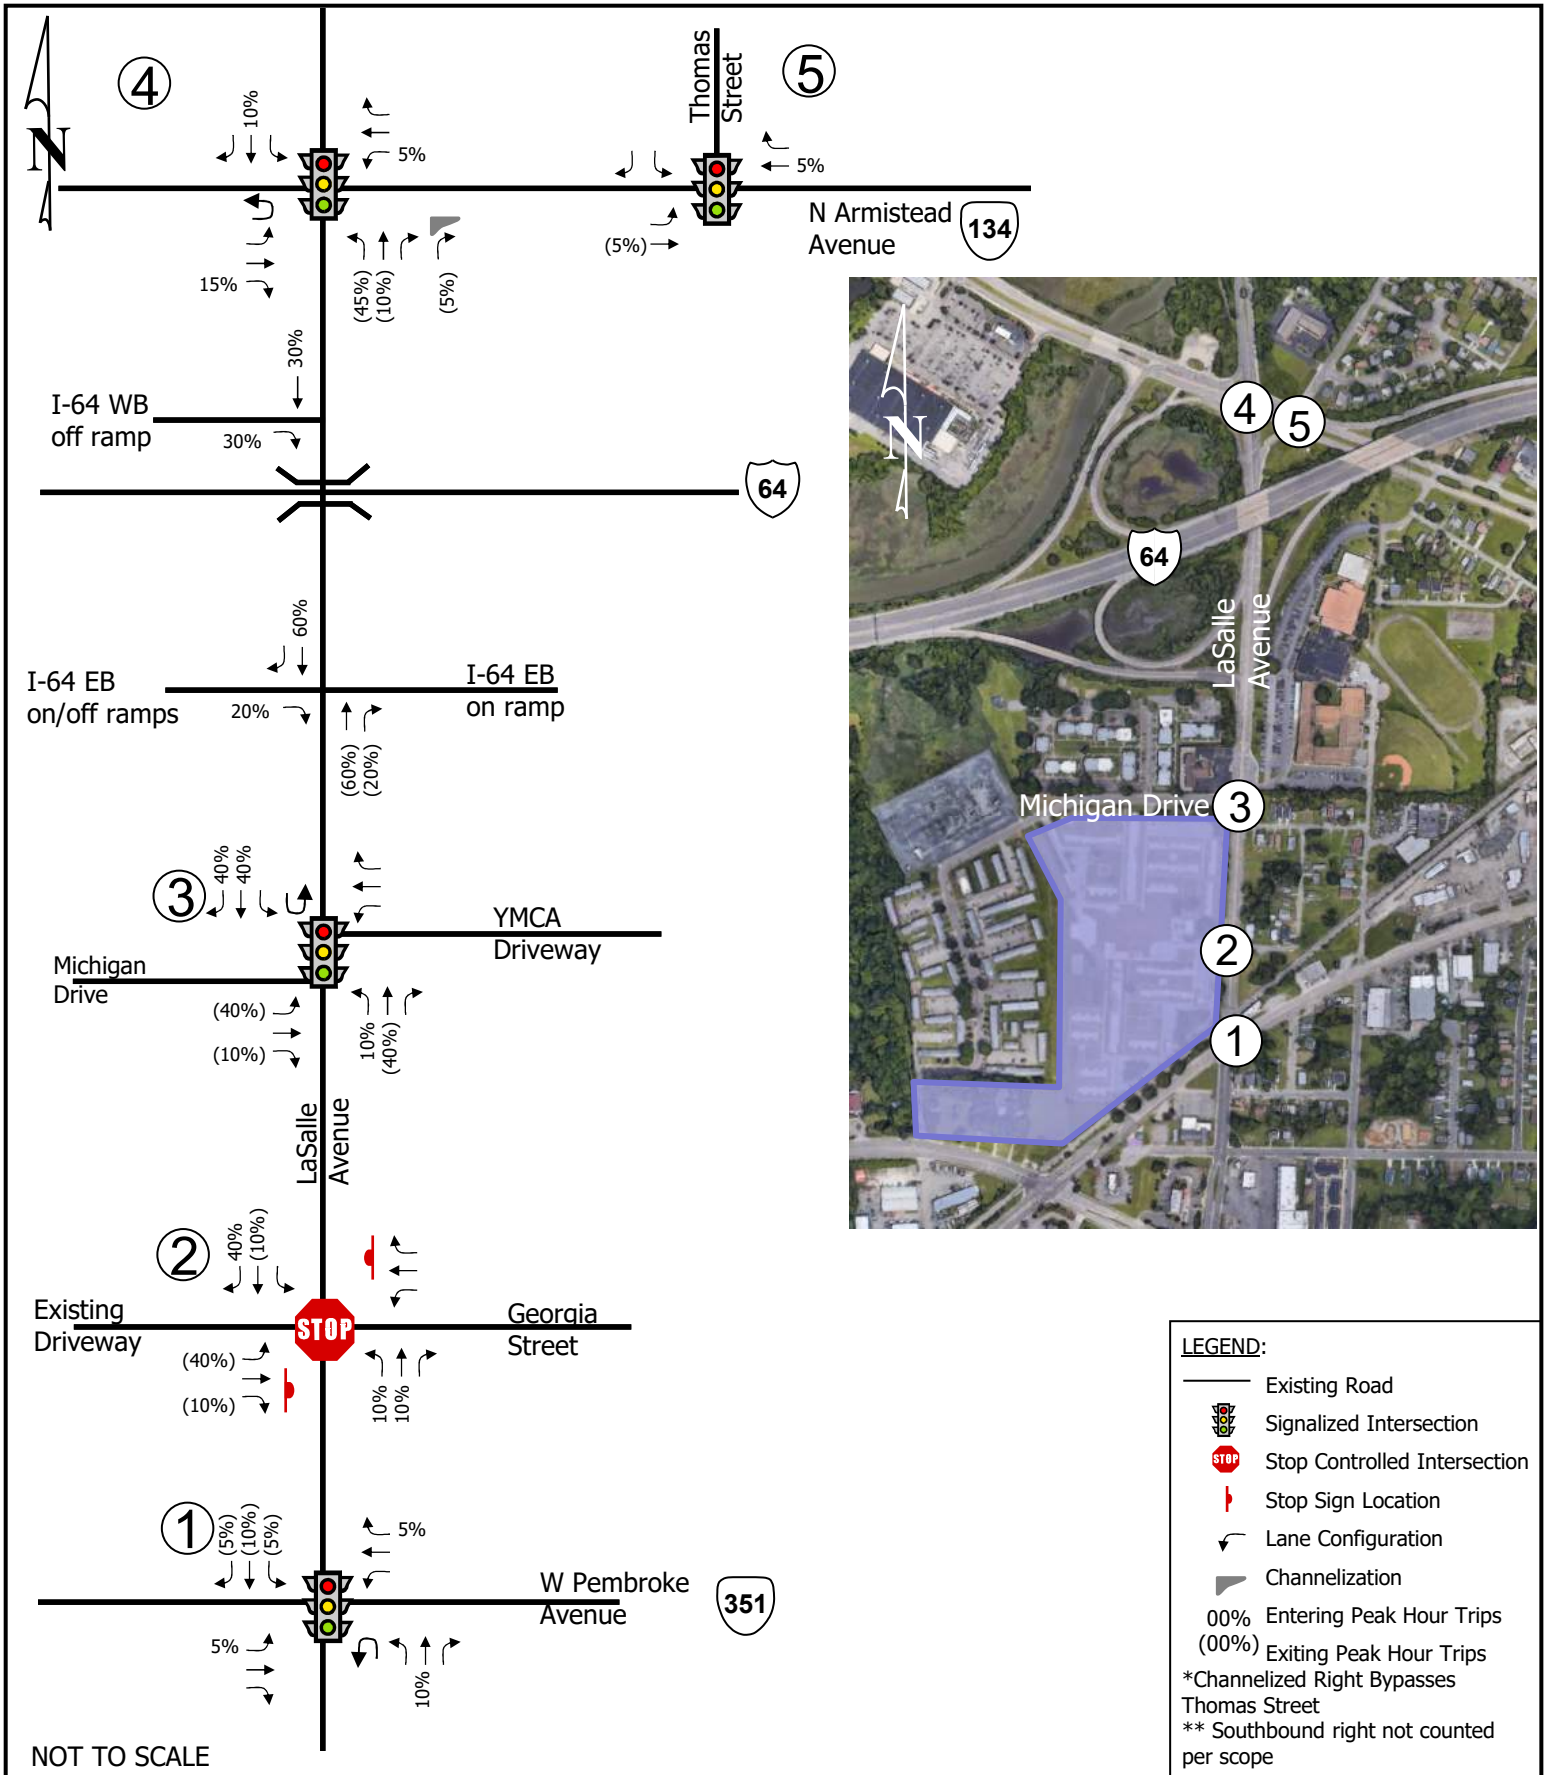 4
10%
5%
15%
(45%)
(10%)
(5%)
N
Thomas
Street
5
5%
(5%)
N Armistead
Avenue
134
30%
I-64 WB
off ramp
30%
64
60%
I-64 EB
on/off ramps
20%
I-64 EB
on ramp
(60%)
(20%)
3
40%
40%
YMCA
Driveway
Michigan
Drive
(40%)
(10%)
10%
(40%)
LaSalle
Avenue
2
40%
(10%)
Existing
Driveway
STOP
Georgia
Street
(40%)
(10%)
10%
10%
1
(5%)
(10%)
(5%)
5%
W Pembroke
Avenue
351
5%
10%
NOT TO SCALE
N
4
5
64
LaSalle
Avenue
Michigan Drive
3
2
1
LEGEND:
Existing Road
Signalized Intersection
STOP
Stop Controlled Intersection
Stop Sign Location
Lane Configuration
Channelization
00% Entering Peak Hour Trips
(00%) Exiting Peak Hour Trips
*Channelized Right Bypasses
Thomas Street
** Southbound right not counted
per scope